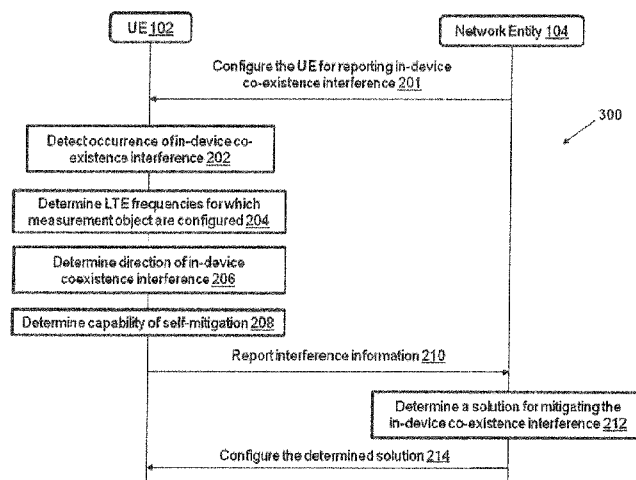 UE 102
Network Entity 104
Configure the UE for reporting in-device
co-existence interference 201
300
Detect occurrence of in-device co-
existence interference 202
Determine LTE frequencies for which
measurement object are configured 204
Determine direction of in-device
coexistence interference 206
Determine capability of self-mitigation 208
Report interference information 210
Determine a solution for mitigating the
in-device co-existence interference 212
Configure the determined solution 214